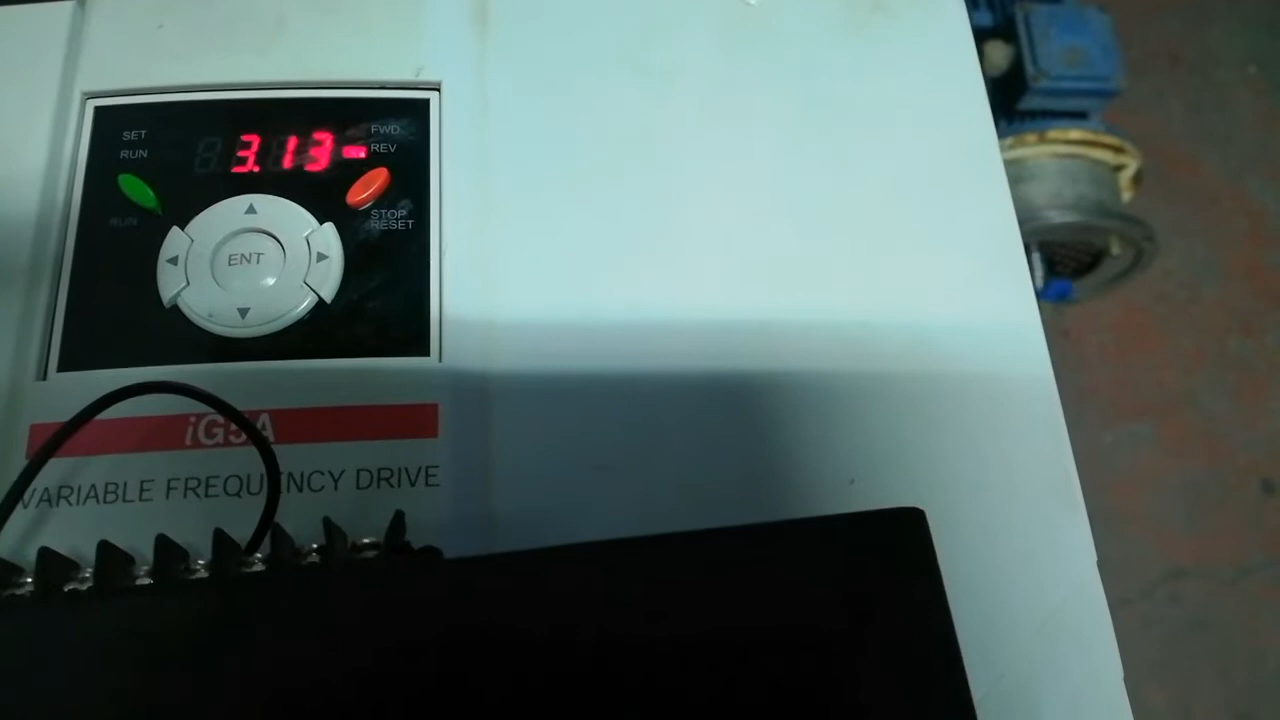 SET
RUN
3.13
FWD
REV
RUN
STOP
RESET
ENT
iG5A
VARIABLE FREQUENCY DRIVE